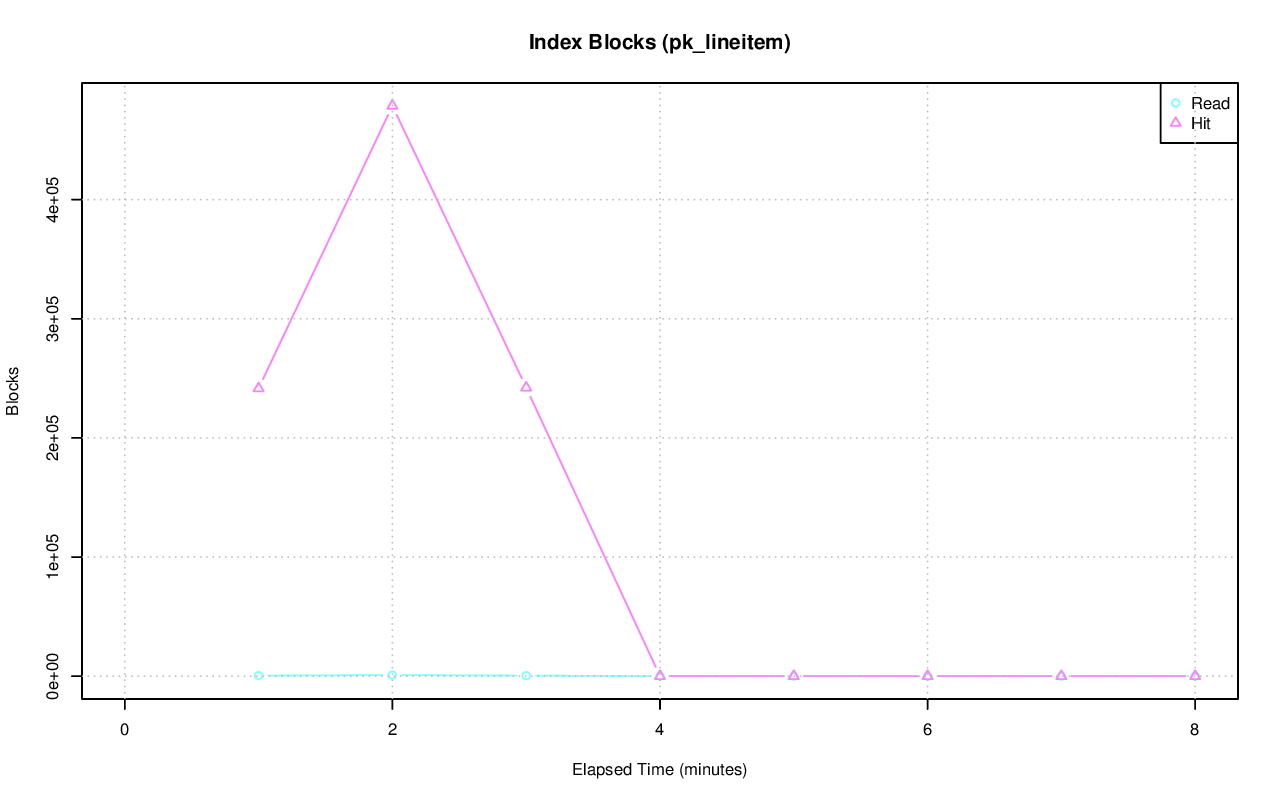 Index Blocks (pk_lineitem)
Read
Hit
Blocks
4e+05
3e+05
2e+05
1e+05
0e+00
0 2 4 6 8
Elapsed Time (minutes)